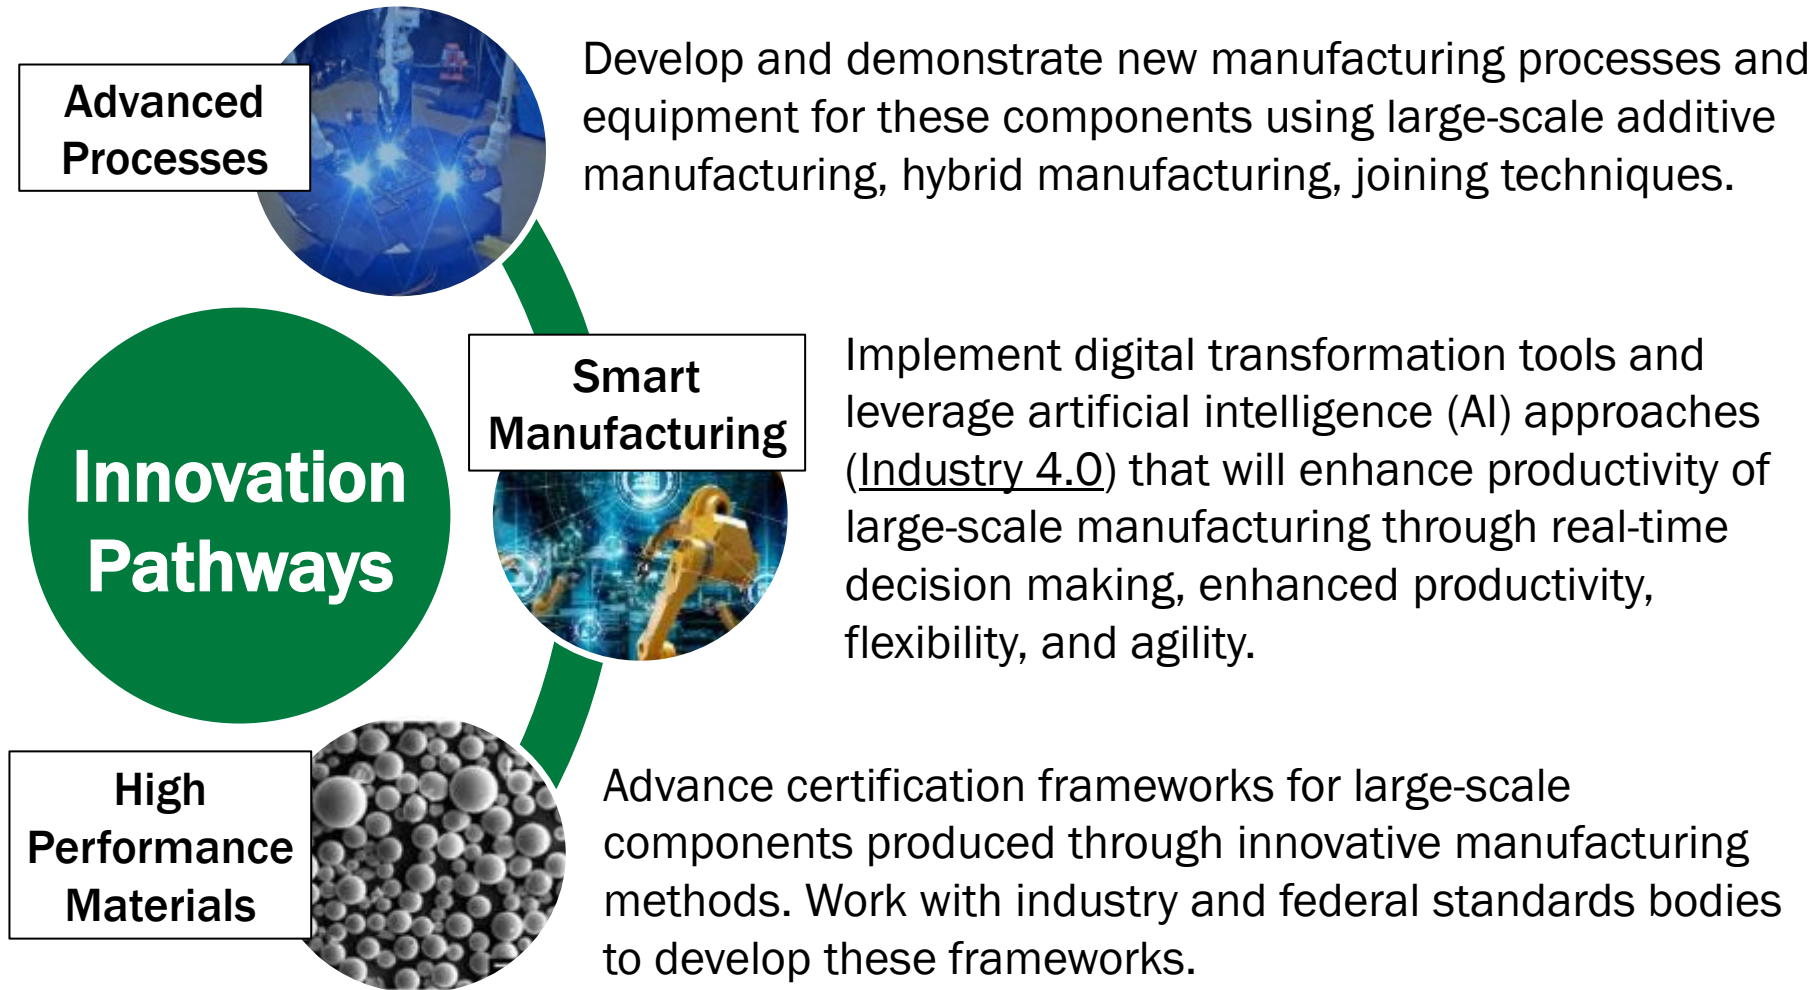 Advanced
Processes
Develop and demonstrate new manufacturing processes and
equipment for these components using large-scale additive
manufacturing, hybrid manufacturing, joining techniques.
Innovation
Pathways
Smart
Manufacturing
Implement digital transformation tools and
leverage artificial intelligence (AI) approaches
(Industry 4.0) that will enhance productivity of
large-scale manufacturing through real-time
decision making, enhanced productivity,
flexibility, and agility.
High
Performance
Materials
Advance certification frameworks for large-scale
components produced through innovative manufacturing
methods. Work with industry and federal standards bodies
to develop these frameworks.